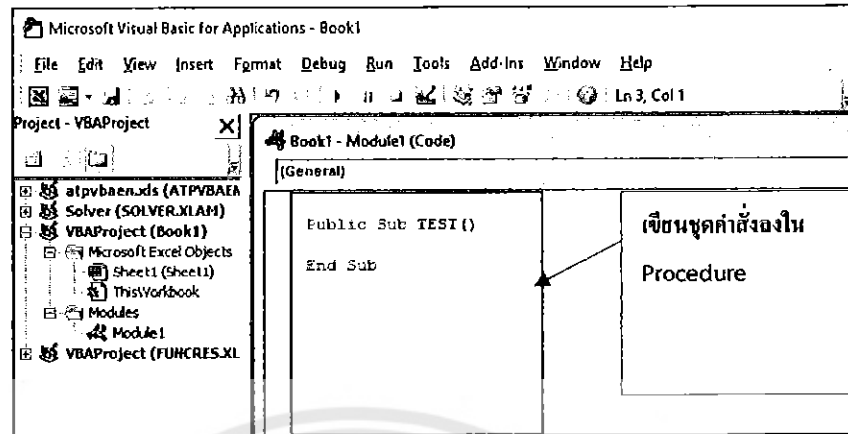 Microsoft Visual Basic for Applications - Book1
File Edit View Insert Format Debug Run Tools Add-Ins Window Help
Ln 3, Col 1
Project - VBAProject
Book1 - Module1 (Code)
(General)
atpvbaen.xls (ATPVBAEN
Solver (SOLVER.XLAM)
VBAProject (Book1)
Microsoft Excel Objects
Sheet1 (Sheet1)
ThisWorkbook
Modules
Module1
VBAProject (FUNCRES.XL
Public Sub TEST()
End Sub
เขียนชุดคำสั่งลงใน
Procedure